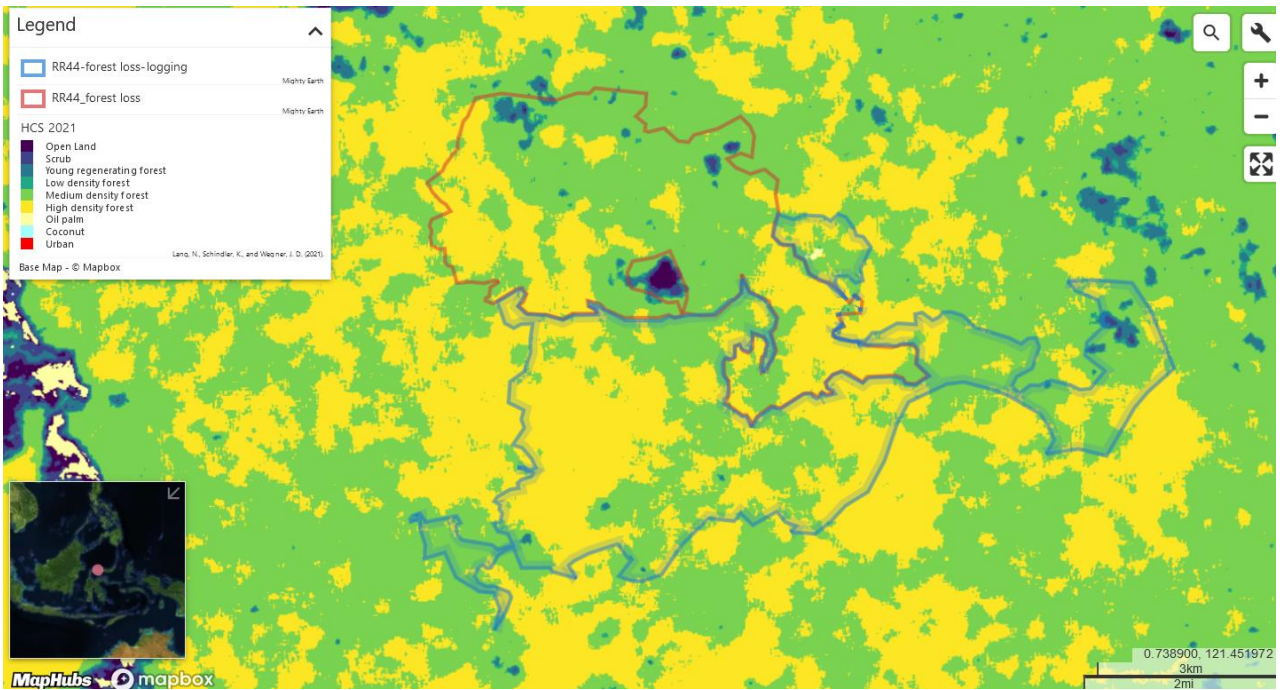 Legend
RR44-forest loss-logging
Mighty Earth
RR44_forest loss
Mighty Earth
HCS 2021
Open Land
Scrub
Young regenerating forest
Low density forest
Medium density forest
High density forest
Oil palm
Coconut
Urban
Lang, N., Schindler, K., and Wegner, J. D. (2021).
Base Map - © Mapbox
+
−
0.738900, 121.451972
3km
2mi
MapHubs mapbox